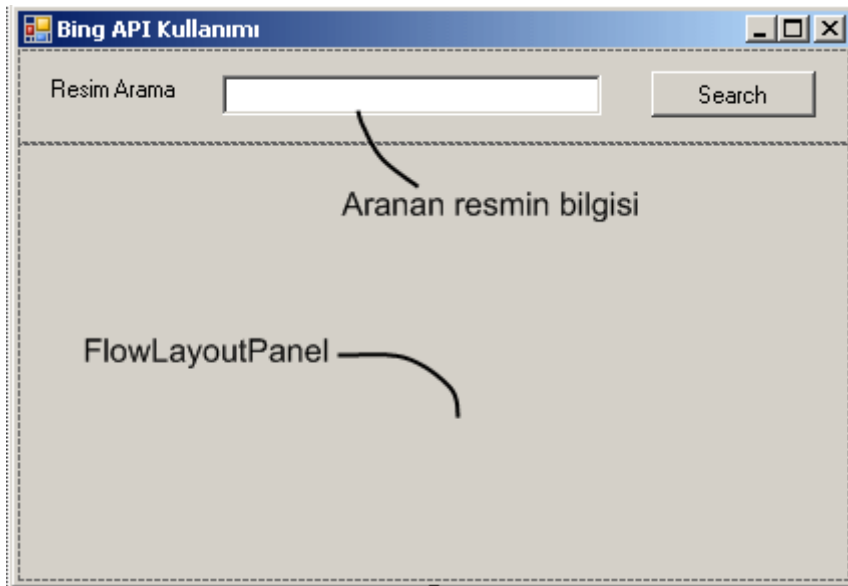 Bing API Kullanımı
Resim Arama
Search
Aranan resmin bilgisi
FlowLayoutPanel